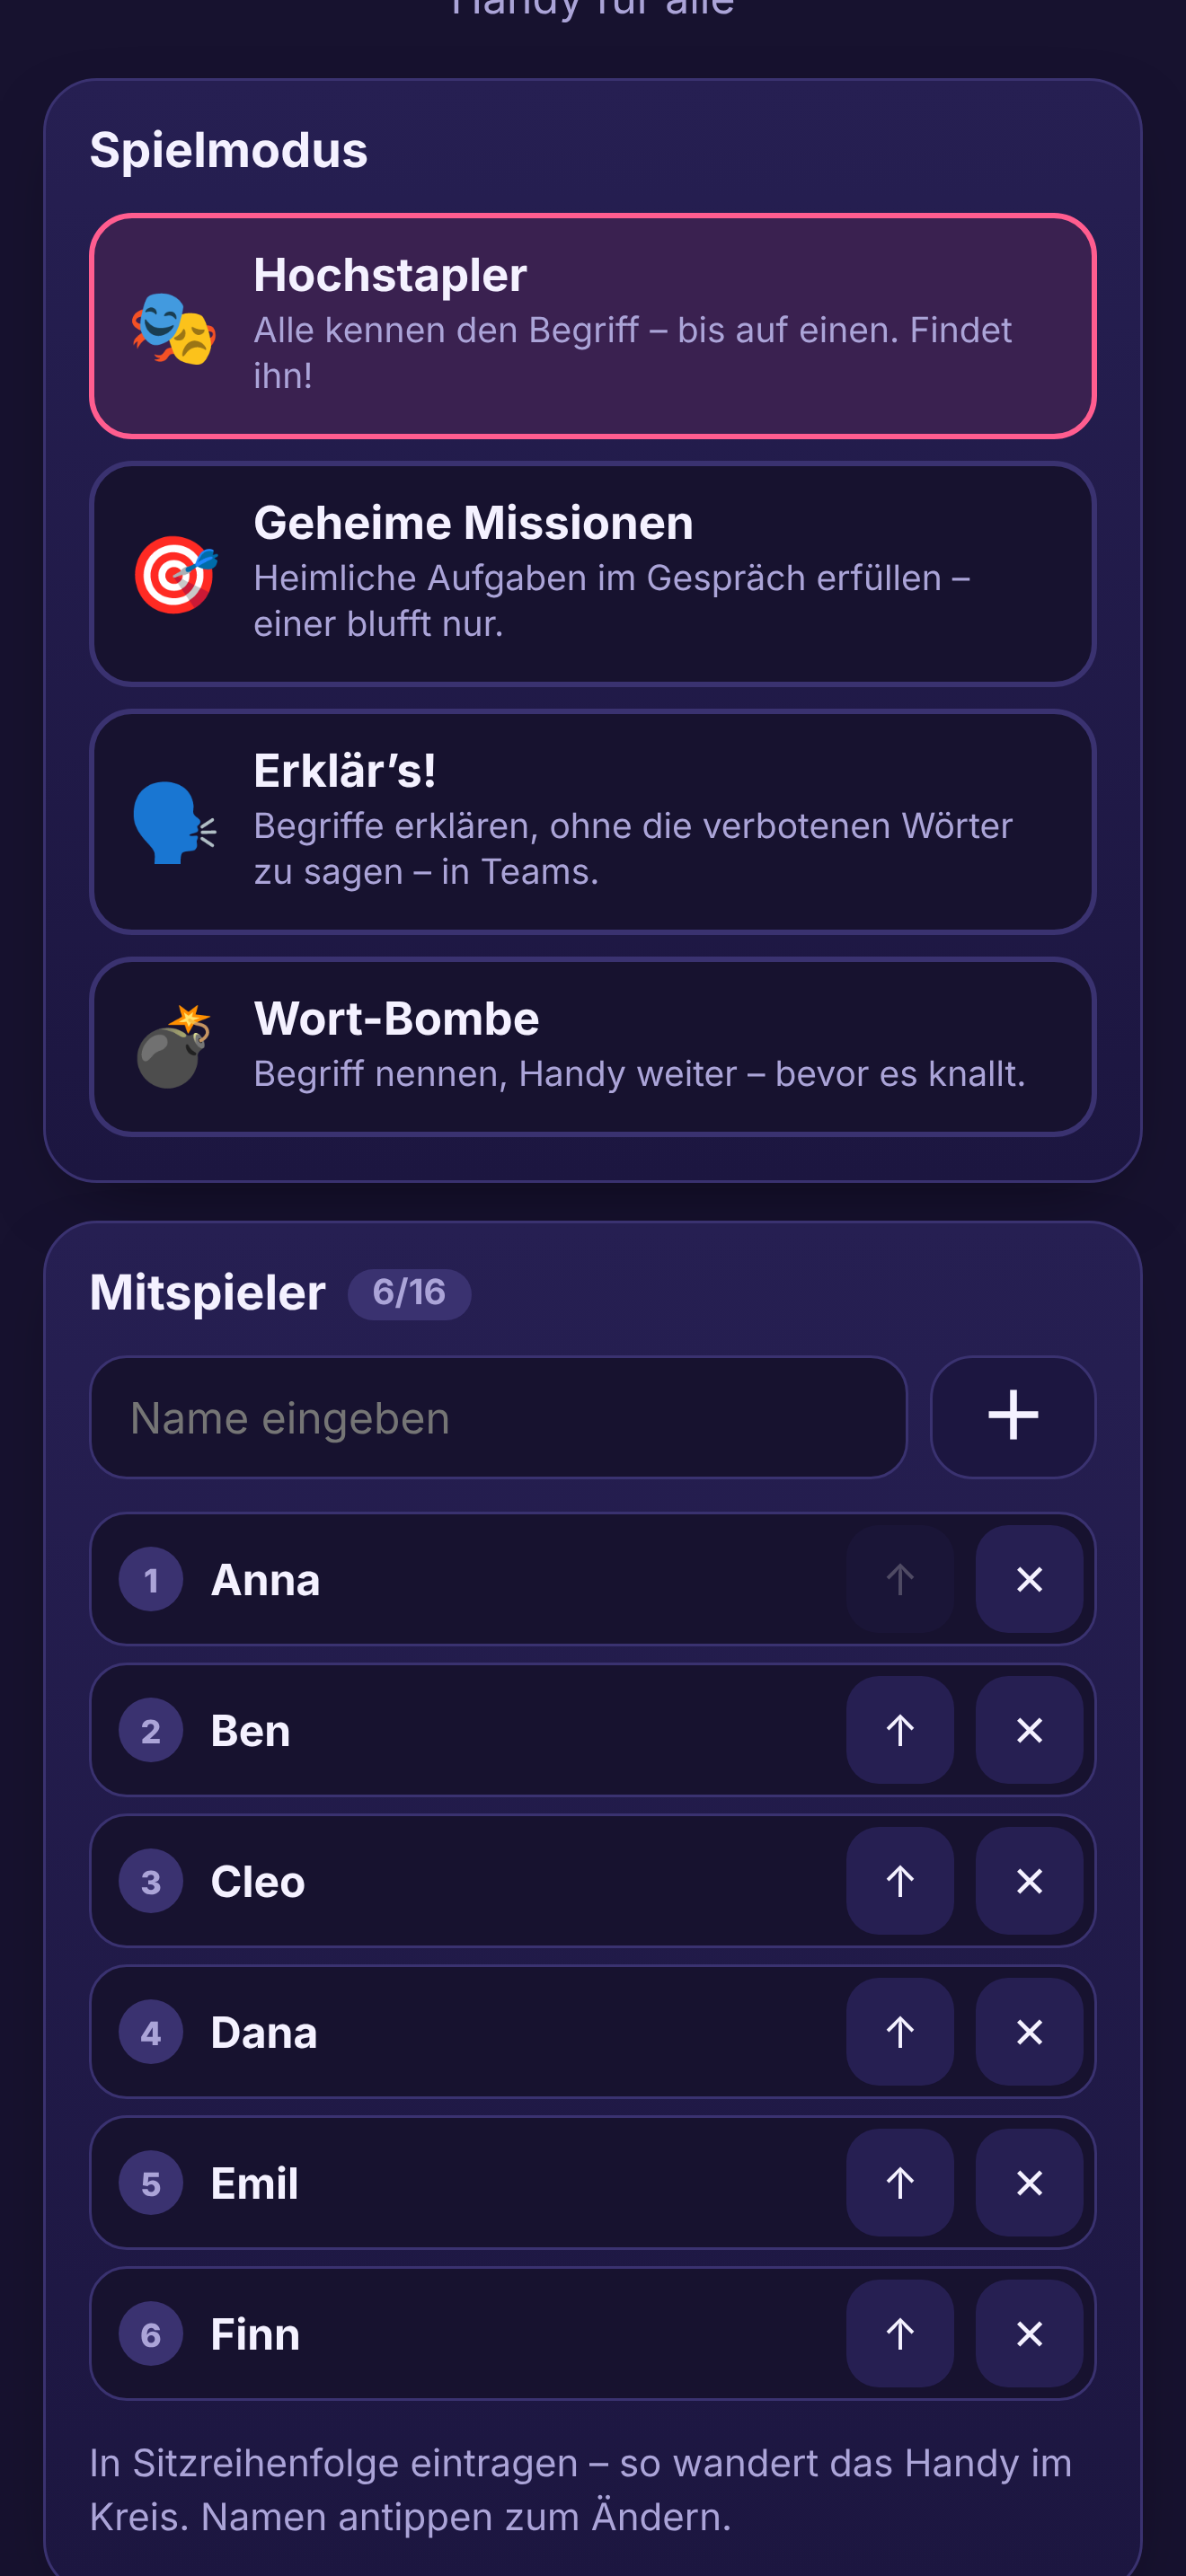 Handy für alle
Spielmodus
Hochstapler
Alle kennen den Begriff – bis auf einen. Findet
ihn!
Geheime Missionen
Heimliche Aufgaben im Gespräch erfüllen –
einer blufft nur.
Erklär’s!
Begriffe erklären, ohne die verbotenen Wörter
zu sagen – in Teams.
Wort-Bombe
Begriff nennen, Handy weiter – bevor es knallt.
Mitspieler 6/16
Name eingeben +
1 Anna ↑ ×
2 Ben ↑ ×
3 Cleo ↑ ×
4 Dana ↑ ×
5 Emil ↑ ×
6 Finn ↑ ×
In Sitzreihenfolge eintragen – so wandert das Handy im
Kreis. Namen antippen zum Ändern.